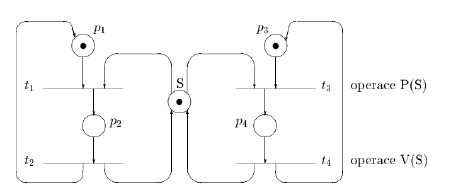 p1 p3
t1 S t3 operace P(S)
p2 p4
t2 t4 operace V(S)